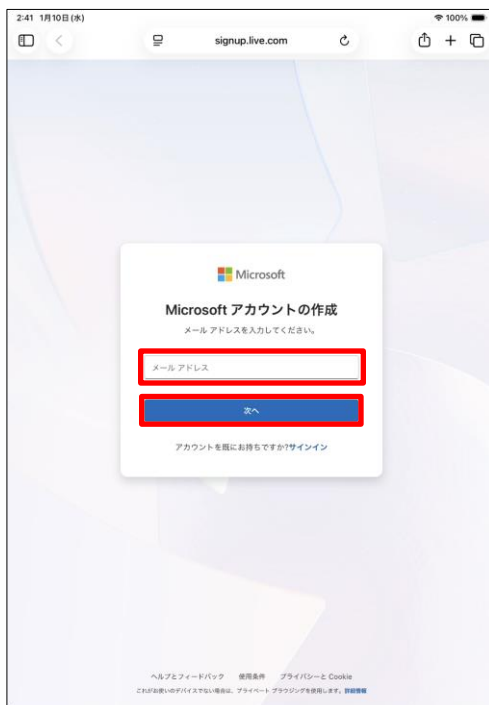 2:41 1月10日(水) 100%
signup.live.com
Microsoft
Microsoft アカウントの作成
メール アドレスを入力してください。
メール アドレス
次へ
アカウントを既にお持ちですか?サインイン
ヘルプとフィードバック 使用条件 プライバシーと Cookie
これがお使いのデバイスでない場合は、プライベート ブラウジングを使用します。詳細情報